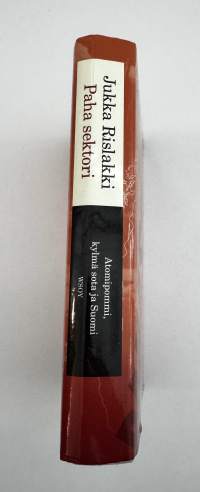 Jukka Rislakki
Paha sektori
Atomipommi,
kylmä sota ja Suomi
WSOY